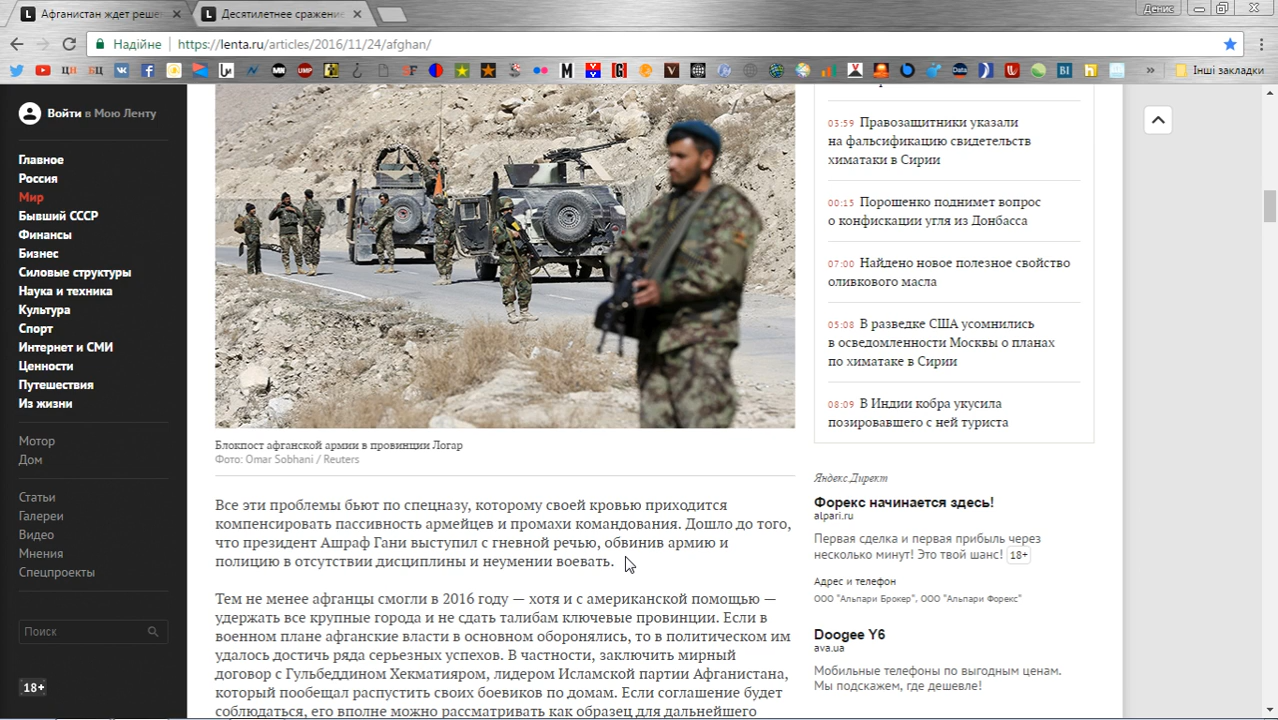 Афганистан ждет реше
Десятилетнее сражение
Денис
Надійне
https://lenta.ru/articles/2016/11/24/afghan/
Інші закладки
Войти в Мою Ленту
Главное
Россия
Мир
Бывший СССР
Финансы
Бизнес
Силовые структуры
Наука и техника
Культура
Спорт
Интернет и СМИ
Ценности
Путешествия
Из жизни
Мотор
Дом
Статьи
Галереи
Видео
Мнения
Спецпроекты
Поиск
18+
Блокпост афганской армии в провинции Логар
Фото: Omar Sobhani / Reuters
Все эти проблемы бьют по спецназу, которому своей кровью приходится
компенсировать пассивность армейцев и промахи командования. Дошло до того,
что президент Ашраф Гани выступил с гневной речью, обвинив армию и
полицию в отсутствии дисциплины и неумении воевать.
Тем не менее афганцы смогли в 2016 году — хотя и с американской помощью —
удержать все крупные города и не сдать талибам ключевые провинции. Если в
военном плане афганские власти в основном оборонялись, то в политическом им
удалось достичь ряда серьезных успехов. В частности, заключить мирный
договор с Гульбеддином Хекматияром, лидером Исламской партии Афганистана,
который пообещал распустить своих боевиков по домам. Если соглашение будет
соблюдаться, его вполне можно рассматривать как образец для дальнейшего
03:59 Правозащитники указали
на фальсификацию свидетельств
химатаки в Сирии
00:15 Порошенко поднимет вопрос
о конфискации угля из Донбасса
07:00 Найдено новое полезное свойство
оливкового масла
05:08 В разведке США усомнились
в осведомленности Москвы о планах
по химатаке в Сирии
08:09 В Индии кобра укусила
позировавшего с ней туриста
Яндекс.Директ
Форекс начинается здесь!
alpari.ru
Первая сделка и первая прибыль через
несколько минут! Это твой шанс! 18+
Адрес и телефон
ООО "Альпари Брокер", ООО "Альпари Форекс"
Doogee Y6
ava.ua
Мобильные телефоны по выгодным ценам.
Мы подскажем, где дешевле!